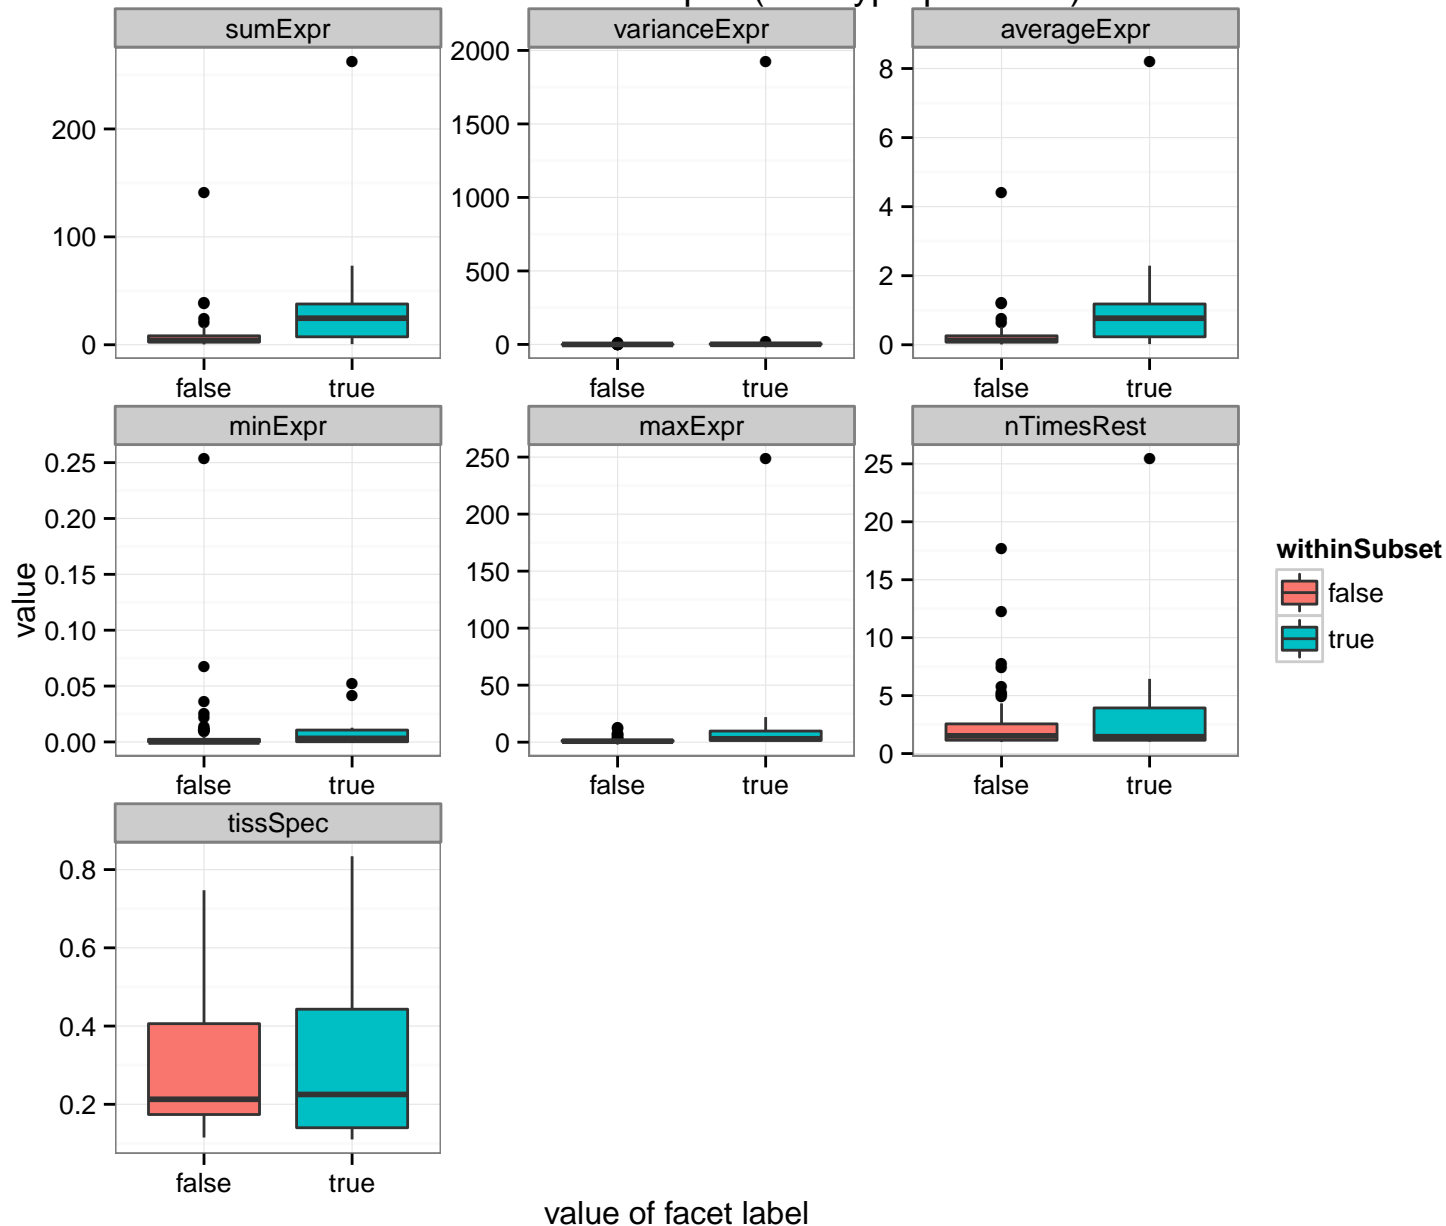 sumExpr varianceExpr averageExpr
200
100
0
false true
2000
1500
1000
500
0
false true
8
6
4
2
0
false true
minExpr maxExpr nTimesRest
value
0.25
0.20
0.15
0.10
0.05
0.00
false true
250
200
150
100
50
0
false true
25
20
15
10
5
0
false true
withinSubset
false
true
tissSpec
0.8
0.6
0.4
0.2
false true
value of facet label